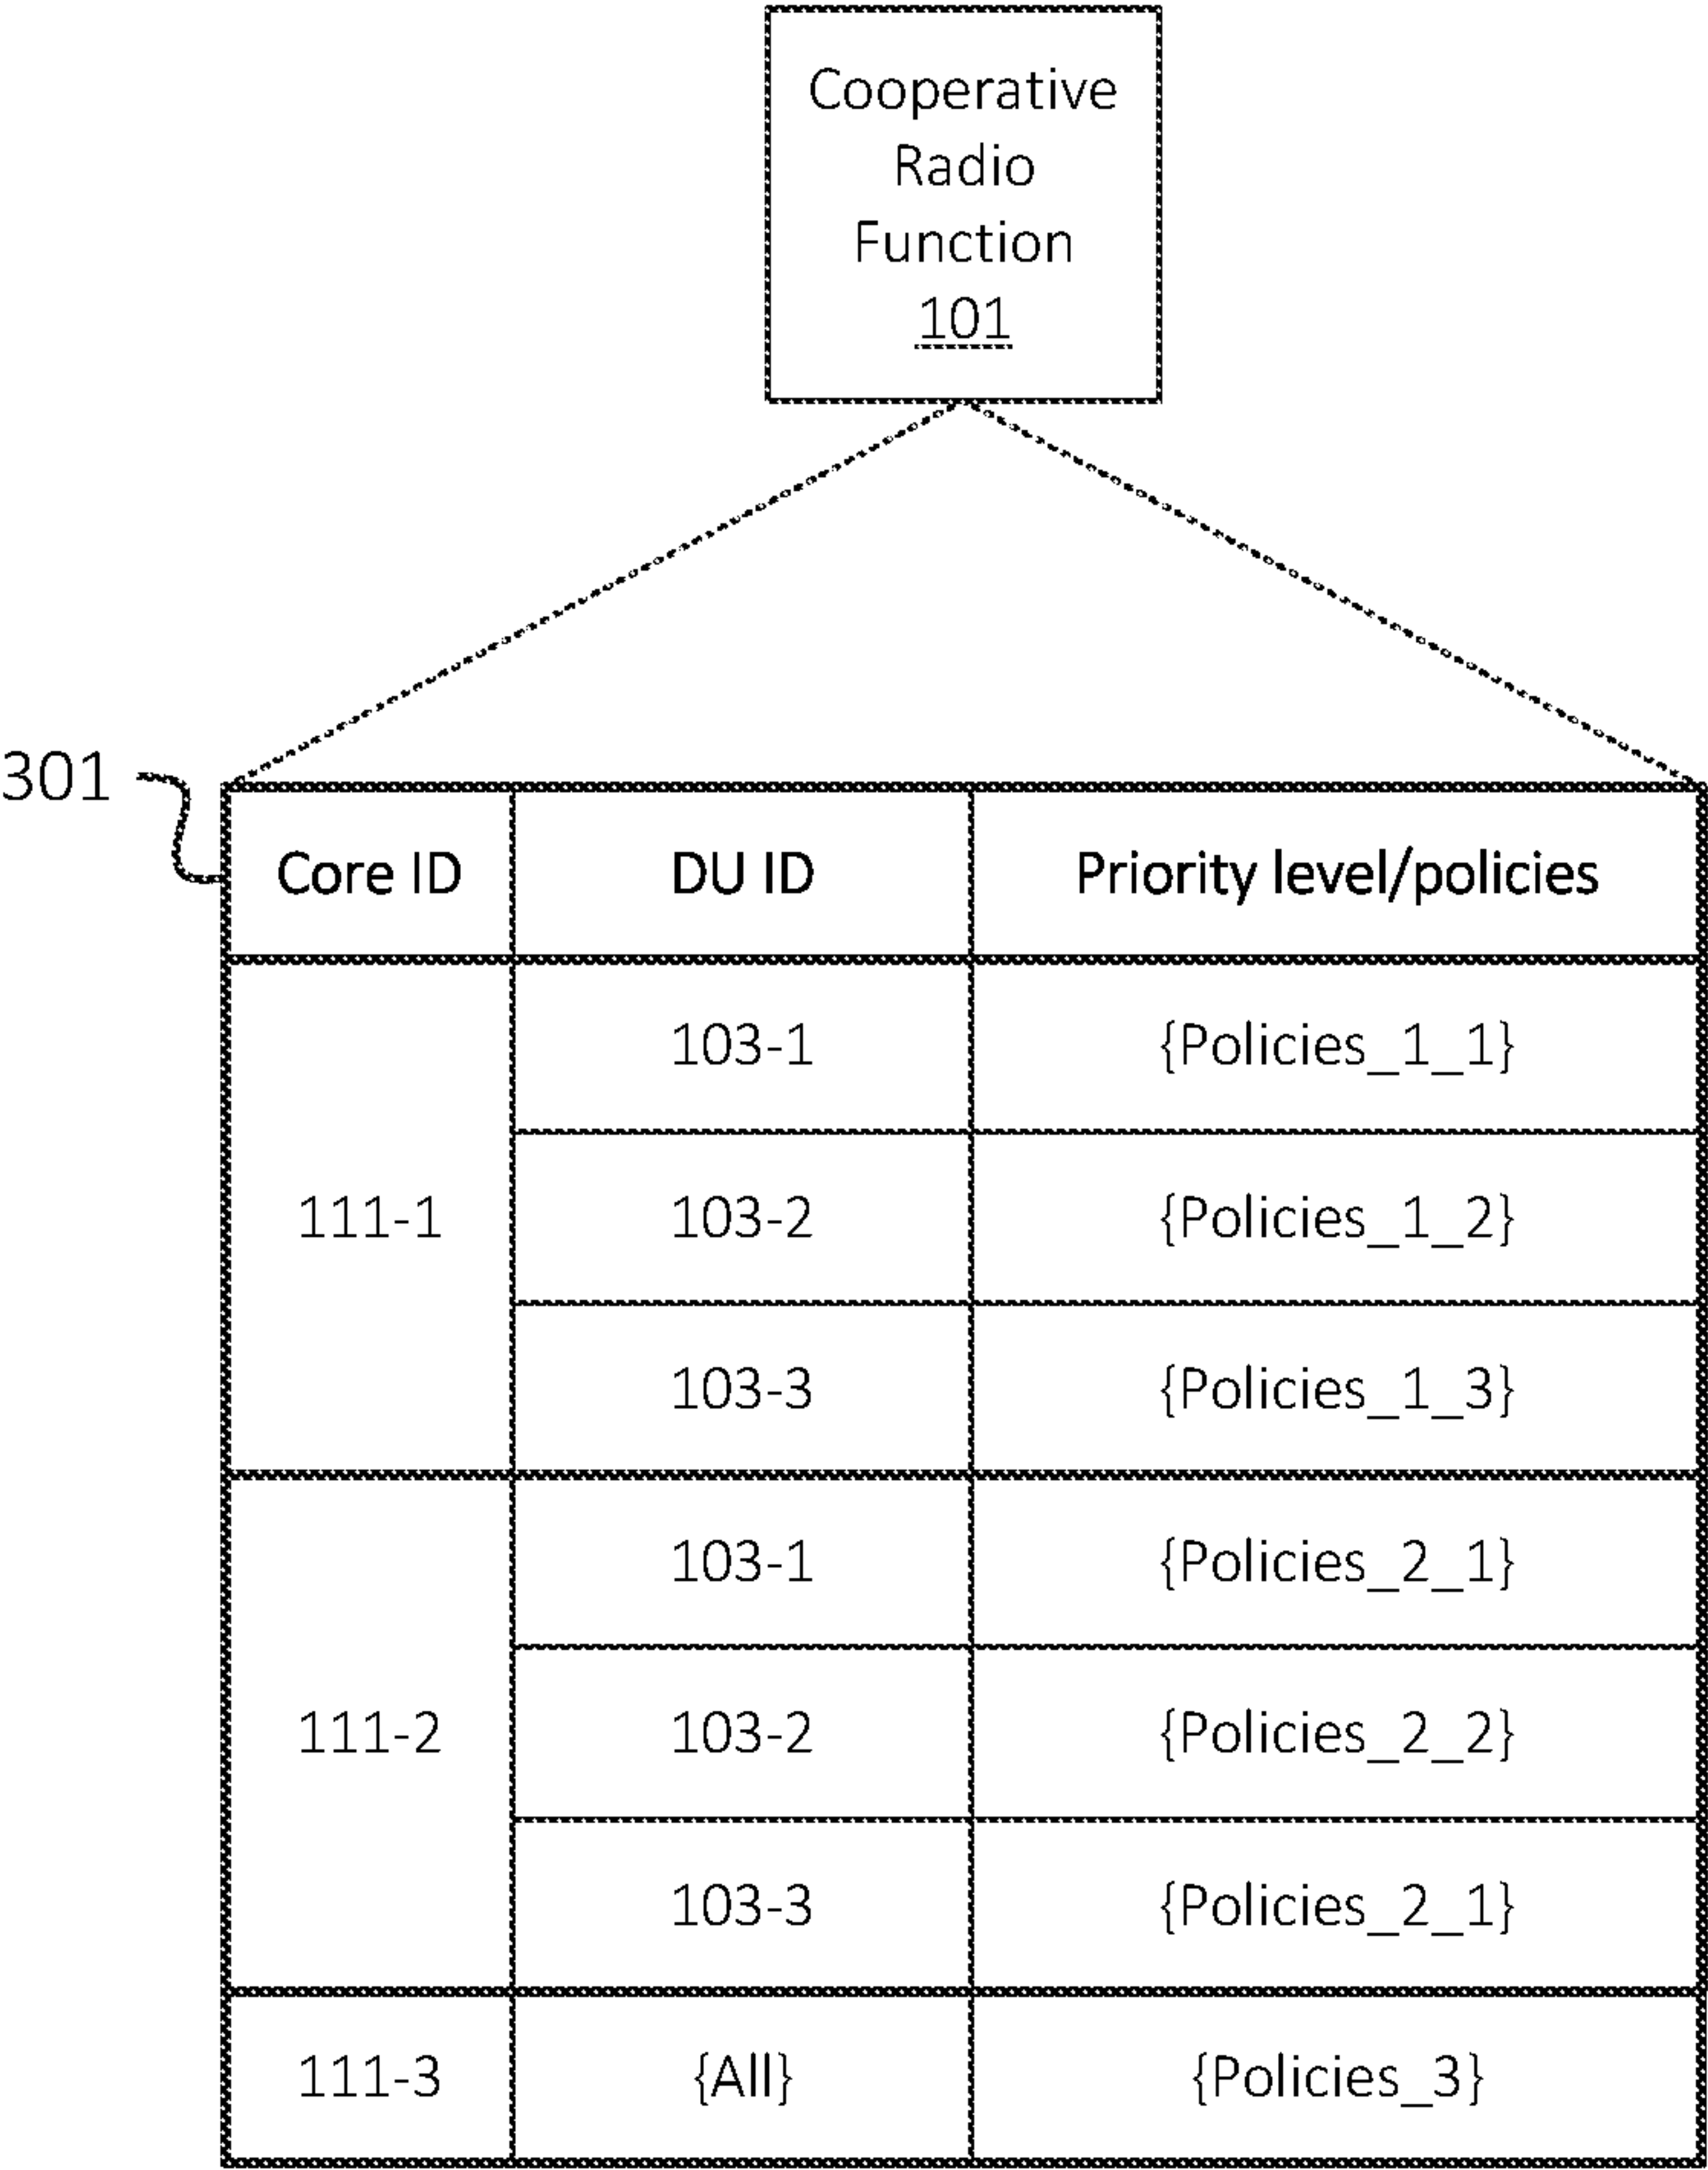 Cooperative
Radio
Function
101
301
Core ID DU ID Priority level/policies
111-1
103-1 {Policies_1_1}
103-2 {Policies_1_2}
103-3 {Policies_1_3}
111-2
103-1 {Policies_2_1}
103-2 {Policies_2_2}
103-3 {Policies_2_1}
111-3 {All} {Policies_3}